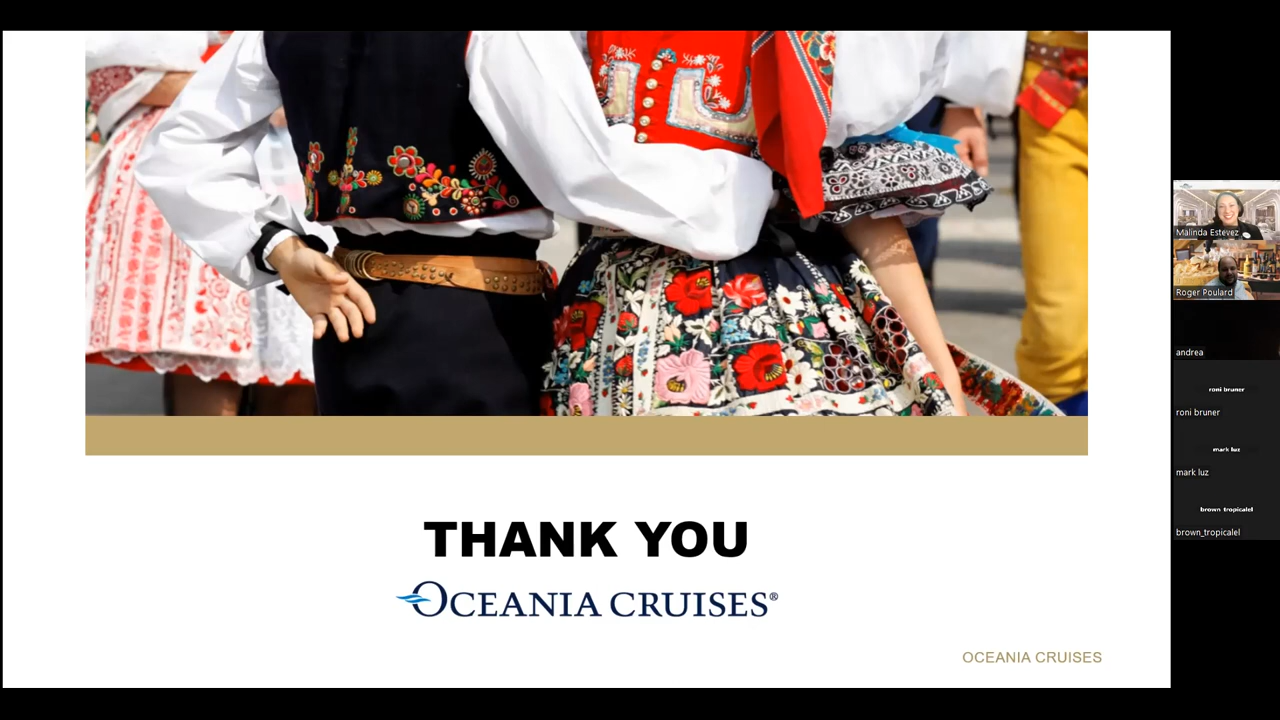 THANK YOU
OCEANIA CRUISES®
OCEANIA CRUISES
Malinda Estevez
Roger Poulard
andrea
roni bruner
roni bruner
mark luz
mark luz
brown_tropicalel
brown_tropicalel